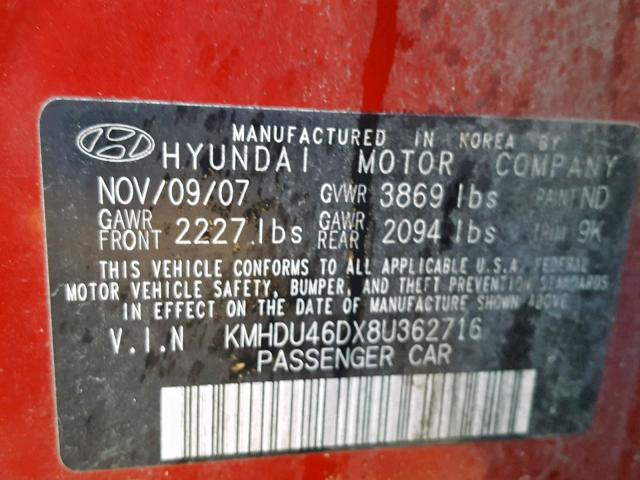 MANUFACTURED IN KOREA BY
HYUNDAI MOTOR COMPANY
NOV/09/07 GVWR 3869 lbs PAINT ND
GAWR FRONT 2227 lbs GAWR REAR 2094 lbs 9K
THIS VEHICLE CONFORMS TO ALL APPLICABLE U.S.A. FEDERAL
MOTOR VEHICLE SAFETY, BUMPER, AND THEFT PREVENTION STANDARDS
IN EFFECT ON THE DATE OF MANUFACTURE SHOWN ABOVE.
V.I.N KMHDU46DX8U362716
PASSENGER CAR